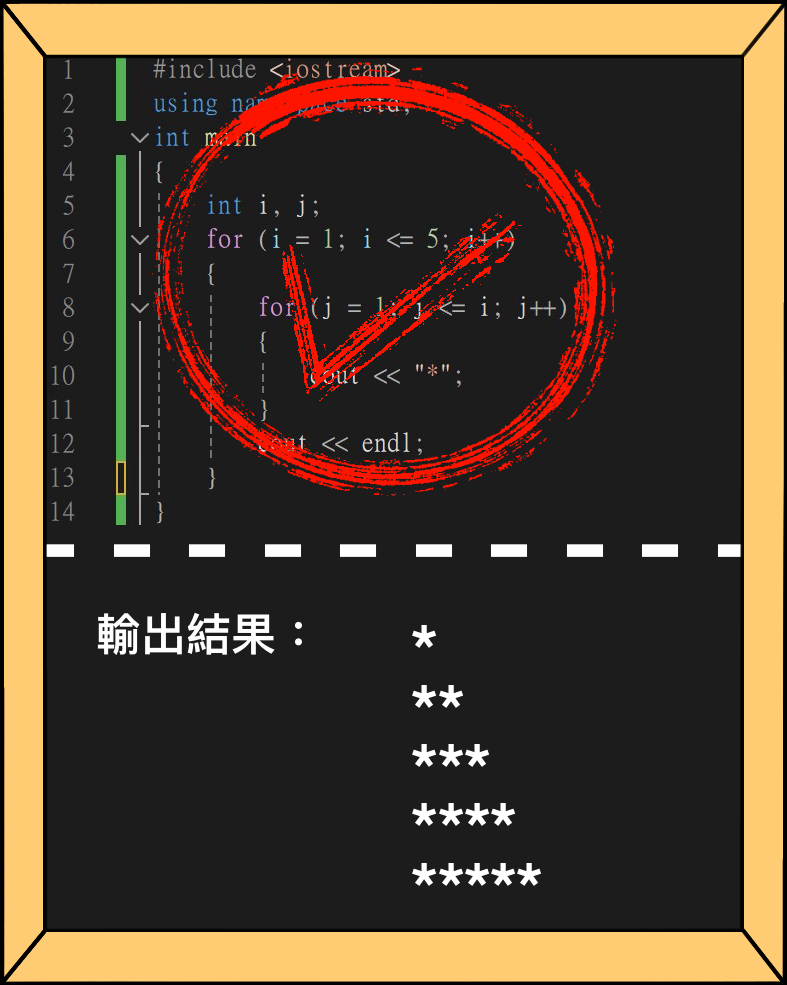 1 #include <iostream>
2 using namespace std;
3 int main
4 {
5 int i, j;
6 for (i = 1; i <= 5; i++)
7 {
8 for (j = 1; j <= i; j++)
9 {
10 cout << "*";
11 }
12 cout << endl;
13 }
14 }
輸出結果： *
**
***
****
*****